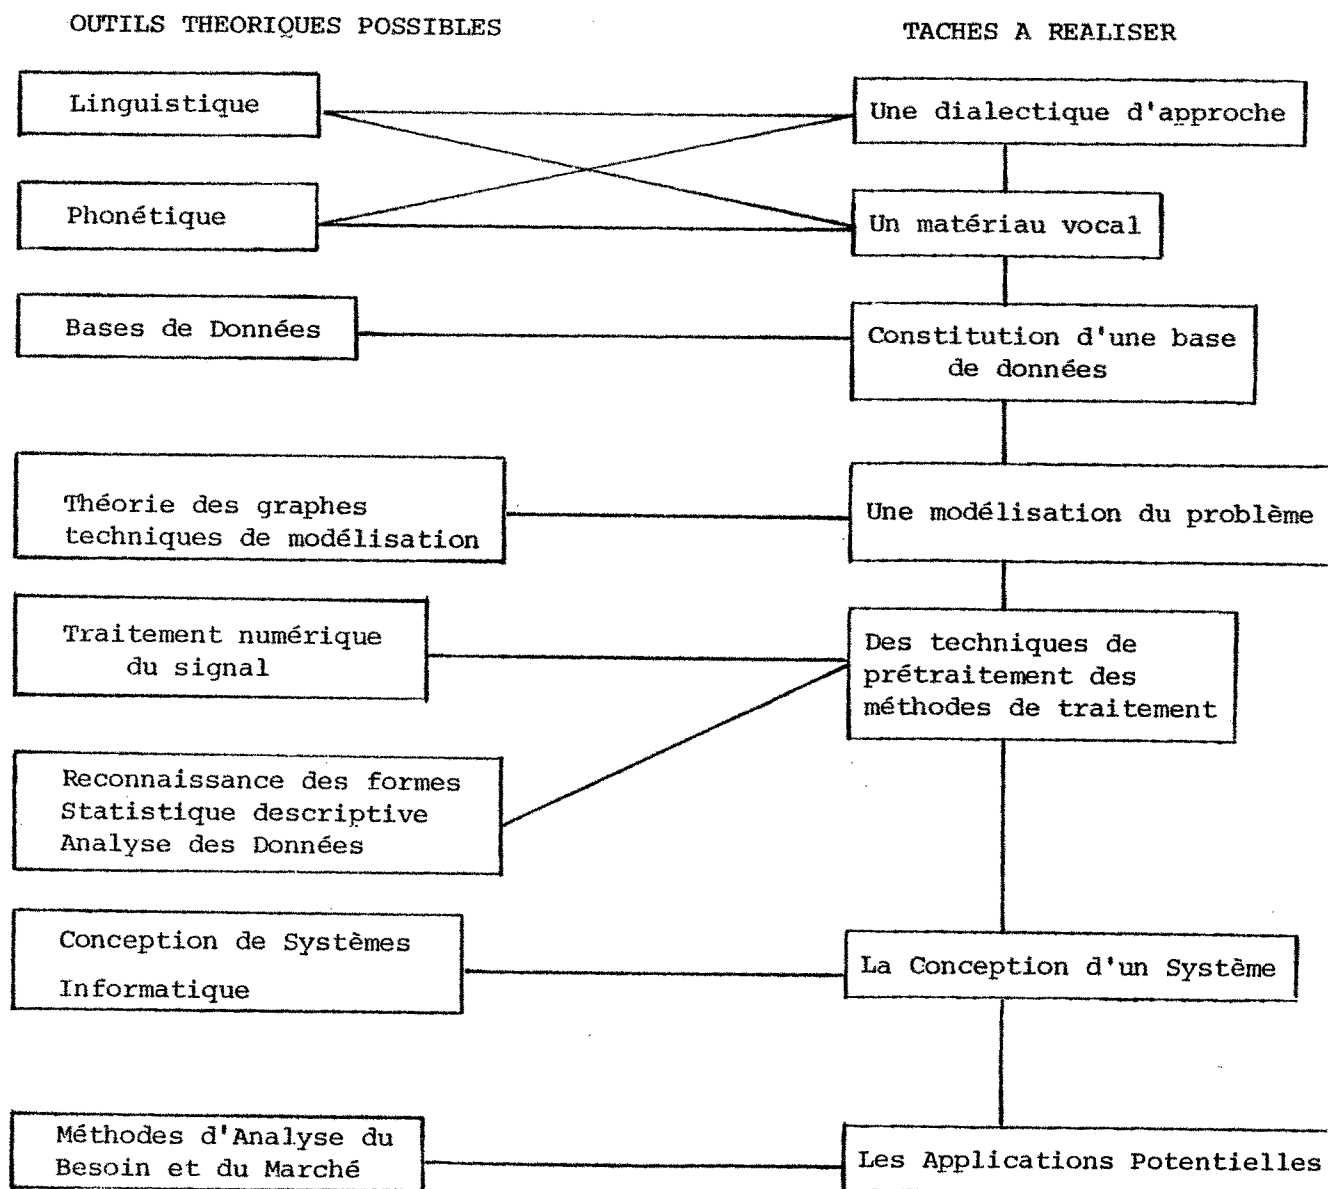 OUTILS THEORIQUES POSSIBLES
TACHES A REALISER
Linguistique
Une dialectique d'approche
Phonétique
Un matériau vocal
Bases de Données
Constitution d'une base
de données
Théorie des graphes
techniques de modélisation
Une modélisation du problème
Traitement numérique
du signal
Des techniques de
prétraitement des
méthodes de traitement
Reconnaissance des formes
Statistique descriptive
Analyse des Données
Conception de Systèmes
Informatique
La Conception d'un Système
Méthodes d'Analyse du
Besoin et du Marché
Les Applications Potentielles